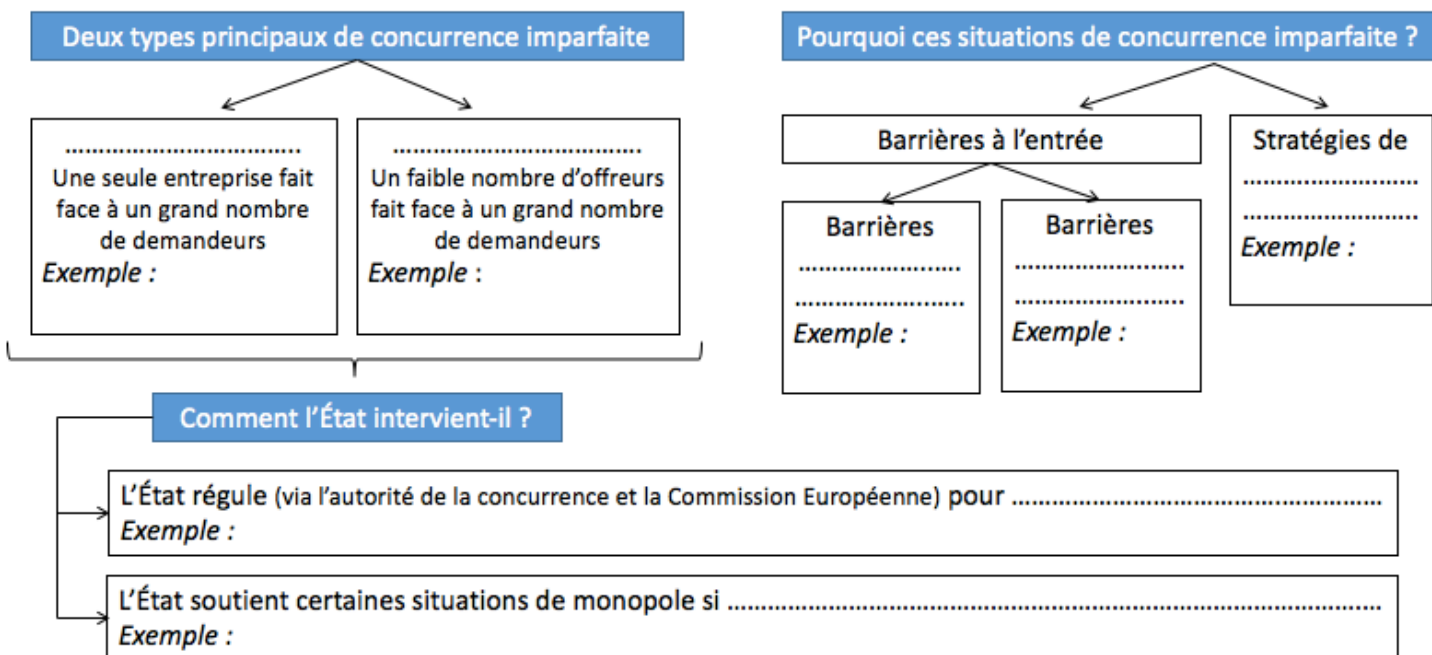 Deux types principaux de concurrence imparfaite
……………………………..
Une seule entreprise fait
face à un grand nombre
de demandeurs
Exemple :
……………………………….
Un faible nombre d’offreurs
fait face à un grand nombre
de demandeurs
Exemple :
Pourquoi ces situations de concurrence imparfaite ?
Barrières à l’entrée
Barrières
……………………..….
……………………..…..
Exemple :
Barrières
……………………...
……………………...
Exemple :
Stratégies de
………………………
……………………..
Exemple :
Comment l’État intervient-il ?
L’État régule (via l’autorité de la concurrence et la Commission Européenne) pour ………………………………………………
Exemple :
L’État soutient certaines situations de monopole si ……………………………………………………………………………………
Exemple :